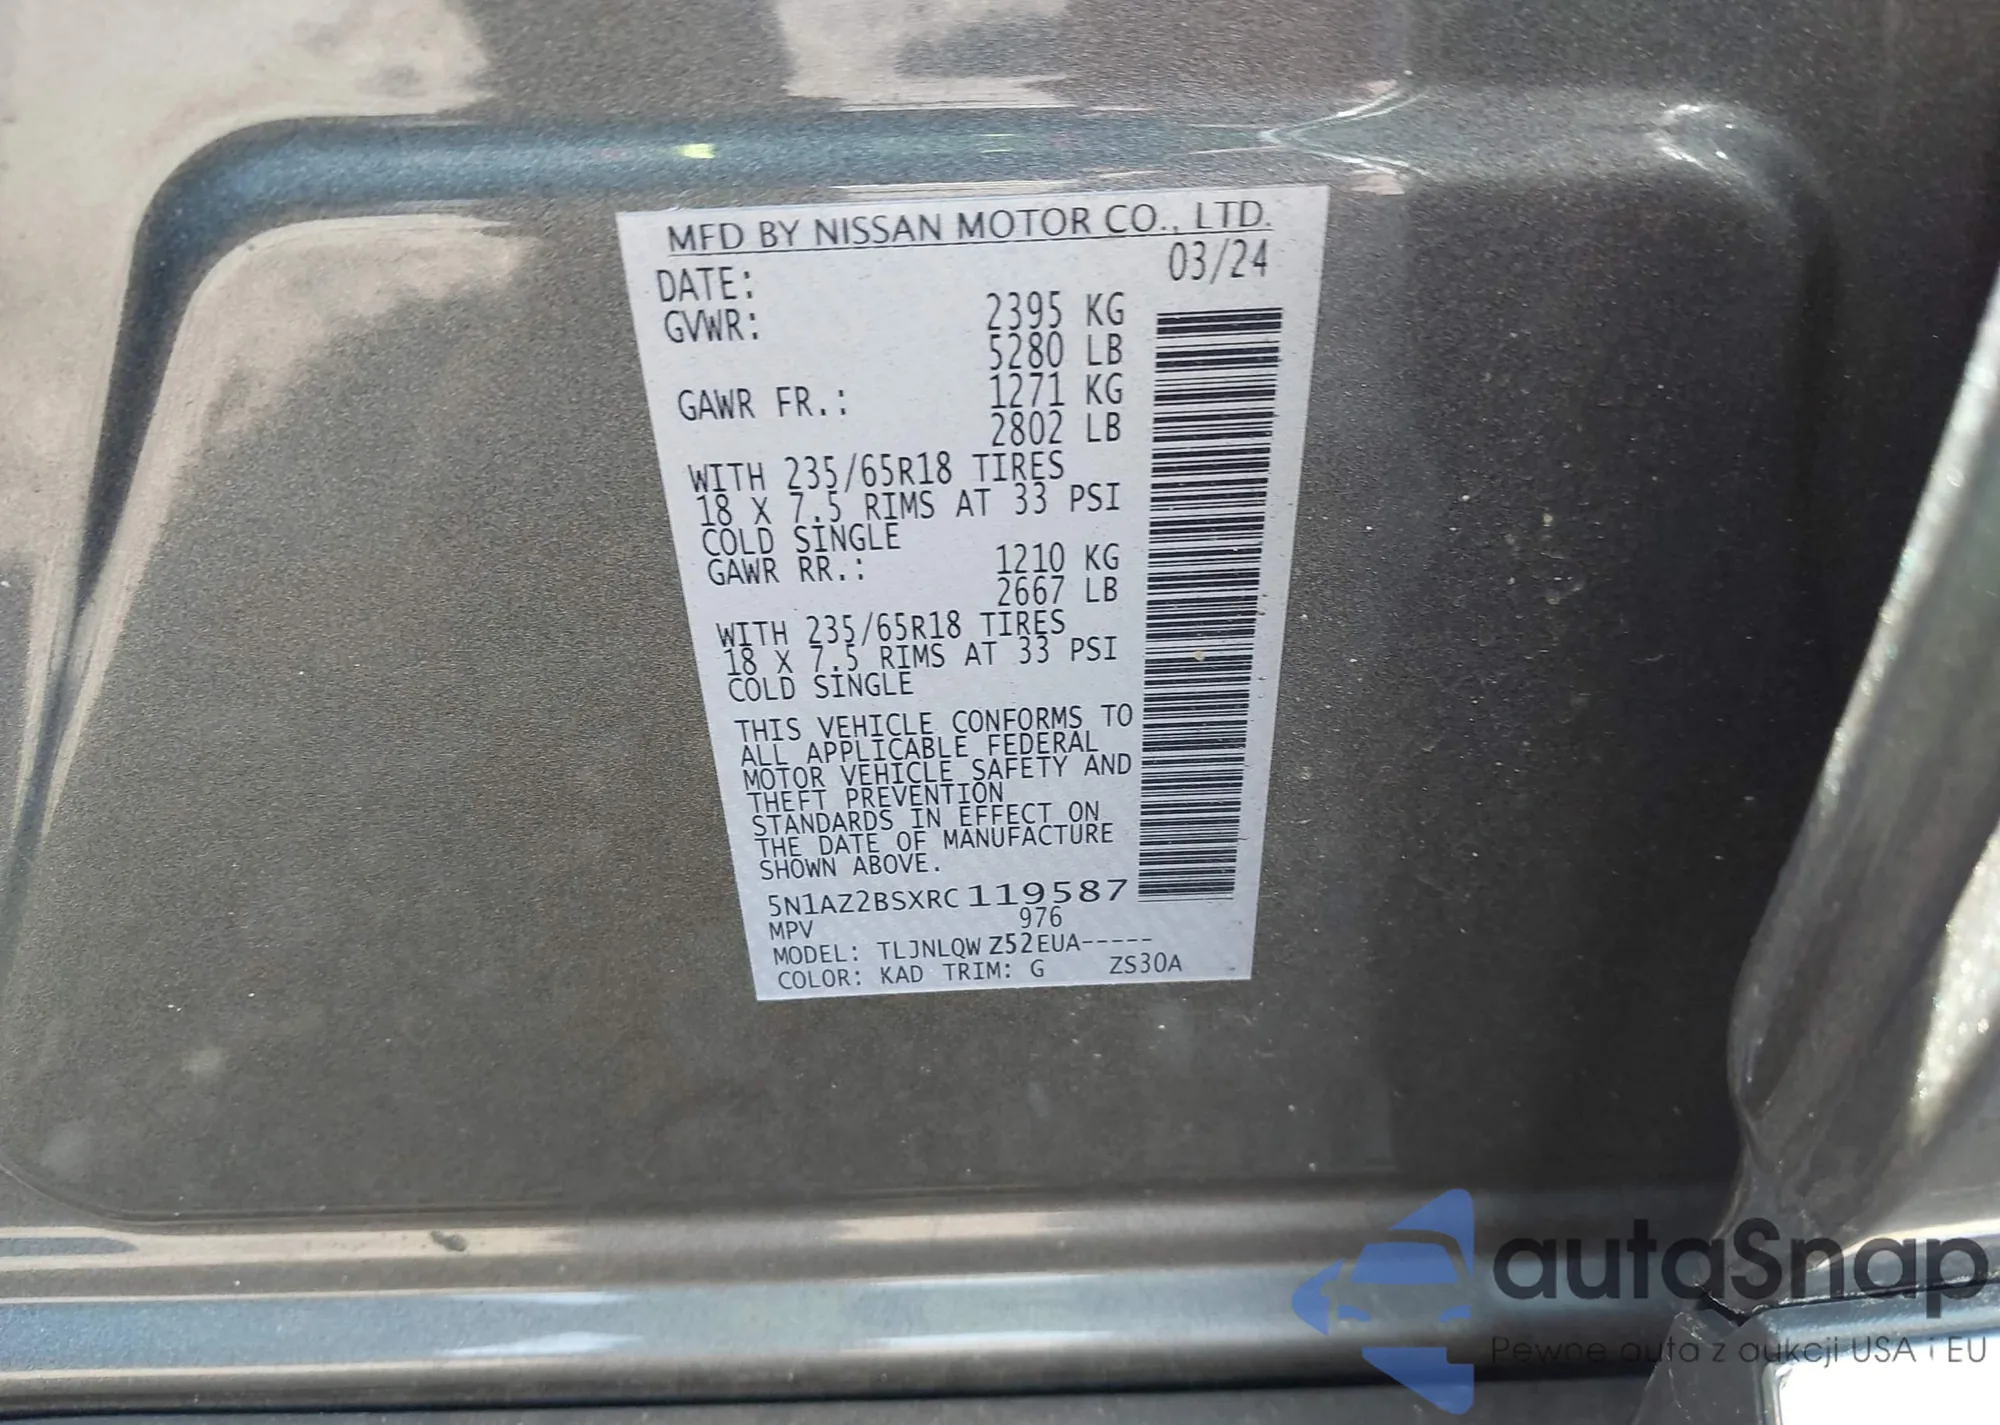 MFD BY NISSAN MOTOR CO., LTD.
DATE: 03/24
GVWR: 2395 KG
5280 LB
GAWR FR.: 1271 KG
2802 LB
WITH 235/65R18 TIRES
18 X 7.5 RIMS AT 33 PSI
COLD SINGLE
GAWR RR.: 1210 KG
2667 LB
WITH 235/65R18 TIRES
18 X 7.5 RIMS AT 33 PSI
COLD SINGLE
THIS VEHICLE CONFORMS TO
ALL APPLICABLE FEDERAL
MOTOR VEHICLE SAFETY AND
THEFT PREVENTION
STANDARDS IN EFFECT ON
THE DATE OF MANUFACTURE
SHOWN ABOVE.
5N1AZ2BSXRC119587
MPV 976
MODEL: TLJNLQW Z52EUA-----
COLOR: KAD TRIM: G ZS30A
autaSnap
Pewne auta z aukcji USA i EU